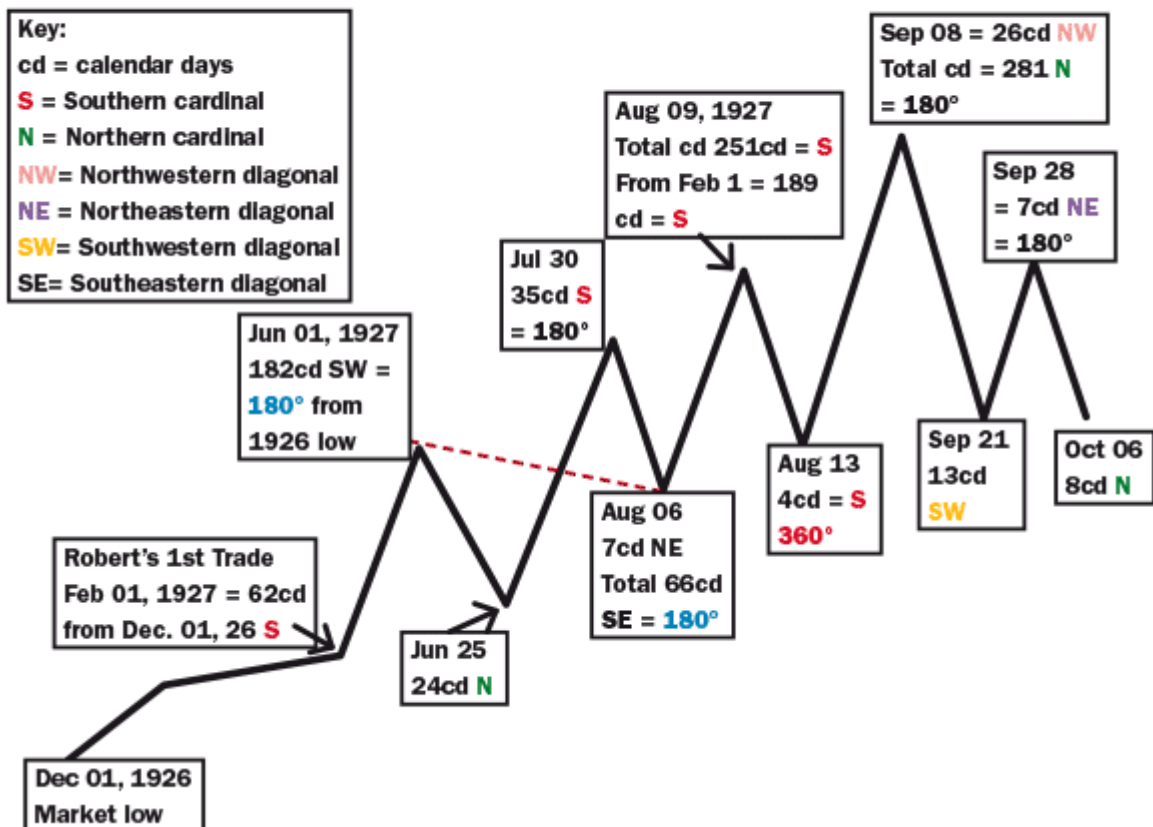 Key:
cd = calendar days
S = Southern cardinal
N = Northern cardinal
NW= Northwestern diagonal
NE = Northeastern diagonal
SW= Southwestern diagonal
SE= Southeastern diagonal
Sep 08 = 26cd NW
Total cd = 281 N
= 180°
Aug 09, 1927
Total cd 251cd = S
From Feb 1 = 189
cd = S
Sep 28
= 7cd NE
= 180°
Jul 30
35cd S
= 180°
Jun 01, 1927
182cd SW =
180° from
1926 low
Sep 21
13cd
SW
Oct 06
8cd N
Aug 13
4cd = S
360°
Aug 06
7cd NE
Total 66cd
SE = 180°
Robert's 1st Trade
Feb 01, 1927 = 62cd
from Dec. 01, 26 S
Jun 25
24cd N
Dec 01, 1926
Market low